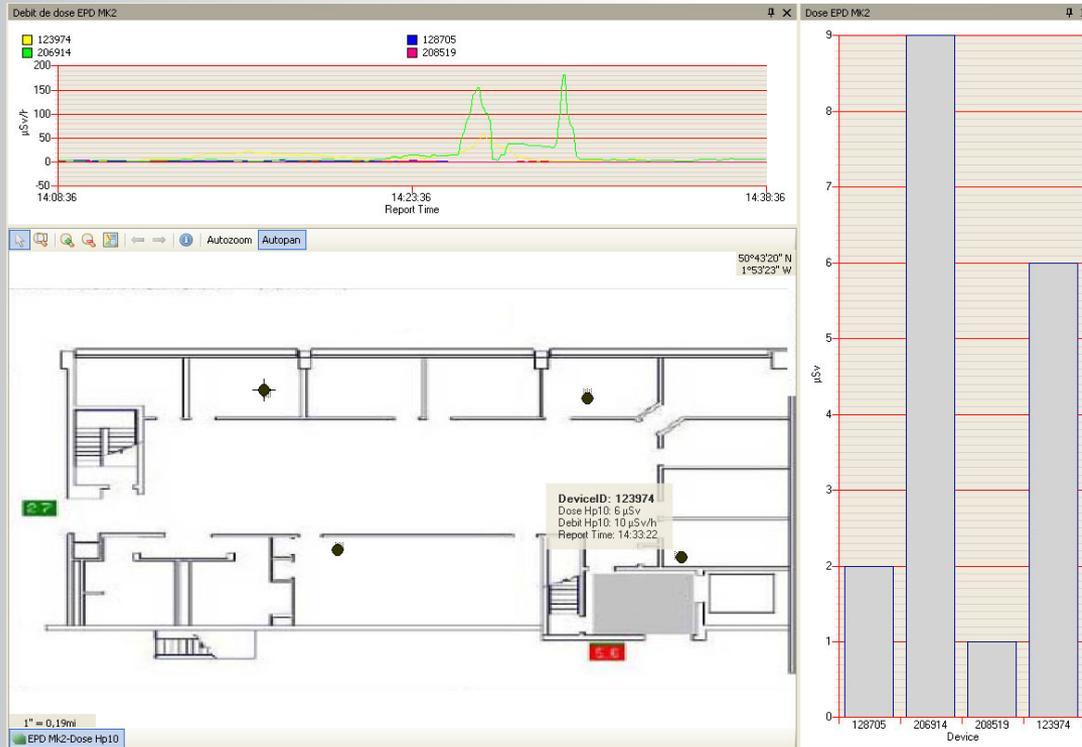 Debit de dose EPD MK2
123974
128705
206914
208519
200
150
100
50
0
-50
µSv/h
14:08:36
14:23:36
14:38:36
Report Time
Autozoom
Autopan
50°43'20" N
1°53'23" W
27
DeviceID: 123974
Dose Hp10: 6 µSv
Debit Hp10: 10 µSv/h
Report Time: 14:33:22
1" = 0,19mi
EPD Mk2-Dose Hp10
Dose EPD MK2
9
8
7
6
5
4
3
2
1
0
µSv
128705
206914
208519
123974
Device